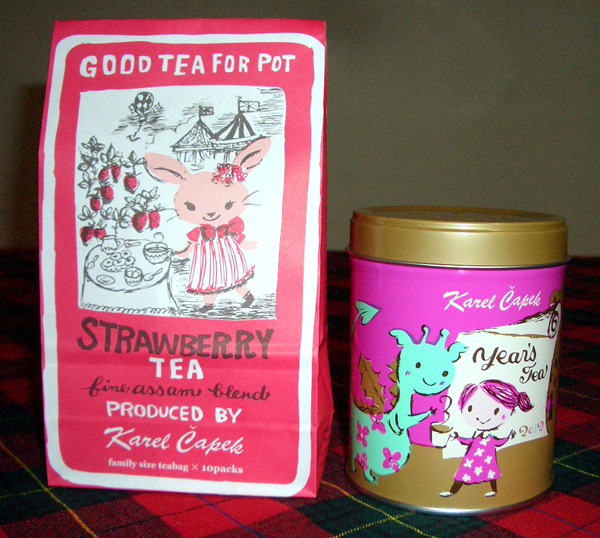 GOOD TEA FOR POT
STRAWBERRY
TEA
fine assam blend
PRODUCED BY
Karel Čapek
family size teabag × 10packs
Karel Čapek
Year's
Tea
2012